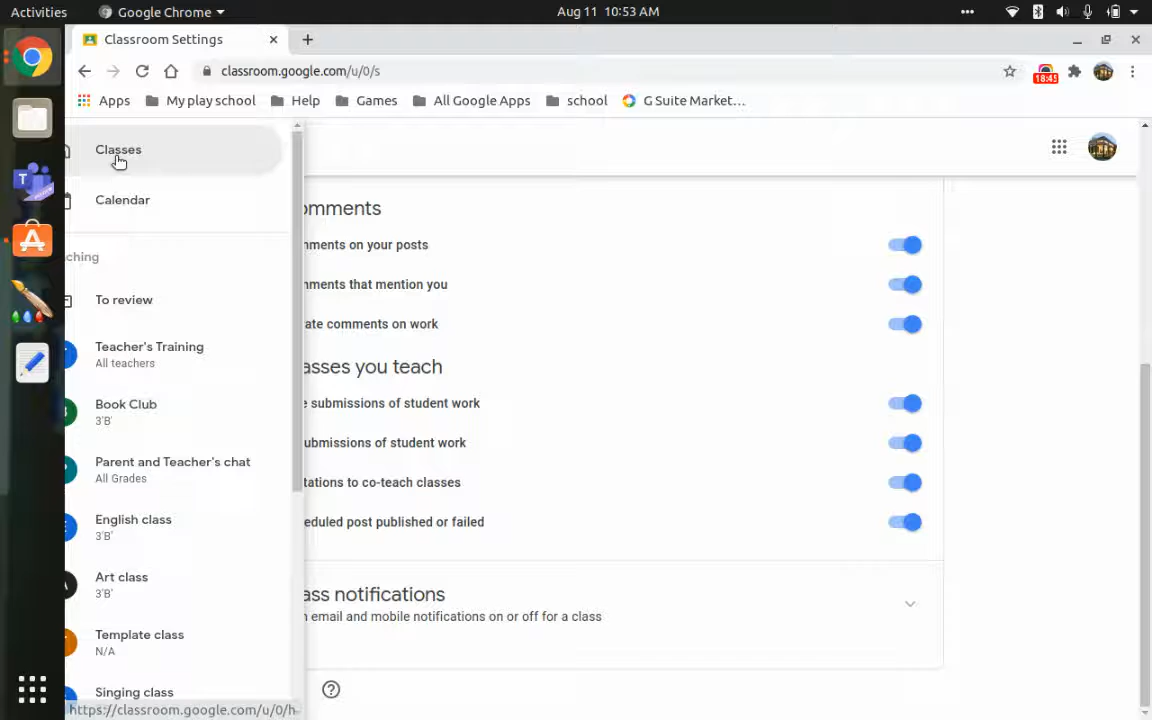 Activities
Google Chrome
Aug 11 10:53 AM
Classroom Settings
classroom.google.com/u/0/s
18:45
Apps
My play school
Help
Games
All Google Apps
school
G Suite Market...
Classes
Calendar
ching
To review
Teacher's Training
All teachers
Book Club
3'B'
Parent and Teacher's chat
All Grades
English class
3'B'
Art class
3'B'
Template class
N/A
Singing class
https://classroom.google.com/u/0/h
omments
nments on your posts
nments that mention you
ate comments on work
asses you teach
e submissions of student work
ubmissions of student work
tations to co-teach classes
eduled post published or failed
ass notifications
n email and mobile notifications on or off for a class